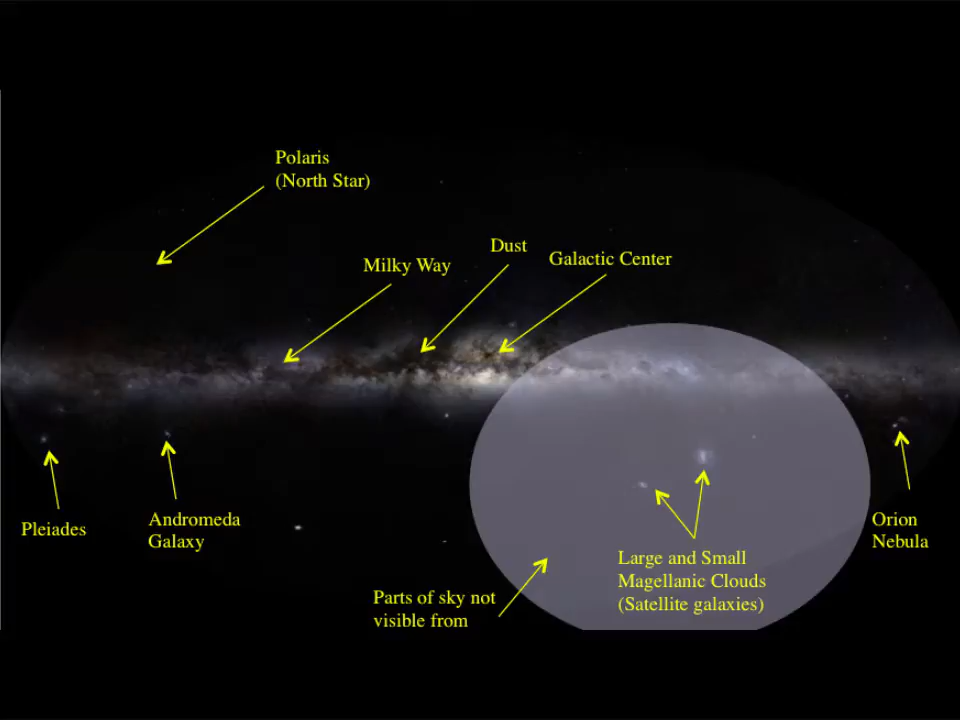 Polaris
(North Star)
Dust
Milky Way
Galactic Center
Pleiades
Andromeda
Galaxy
Orion
Nebula
Large and Small
Magellanic Clouds
(Satellite galaxies)
Parts of sky not
visible from